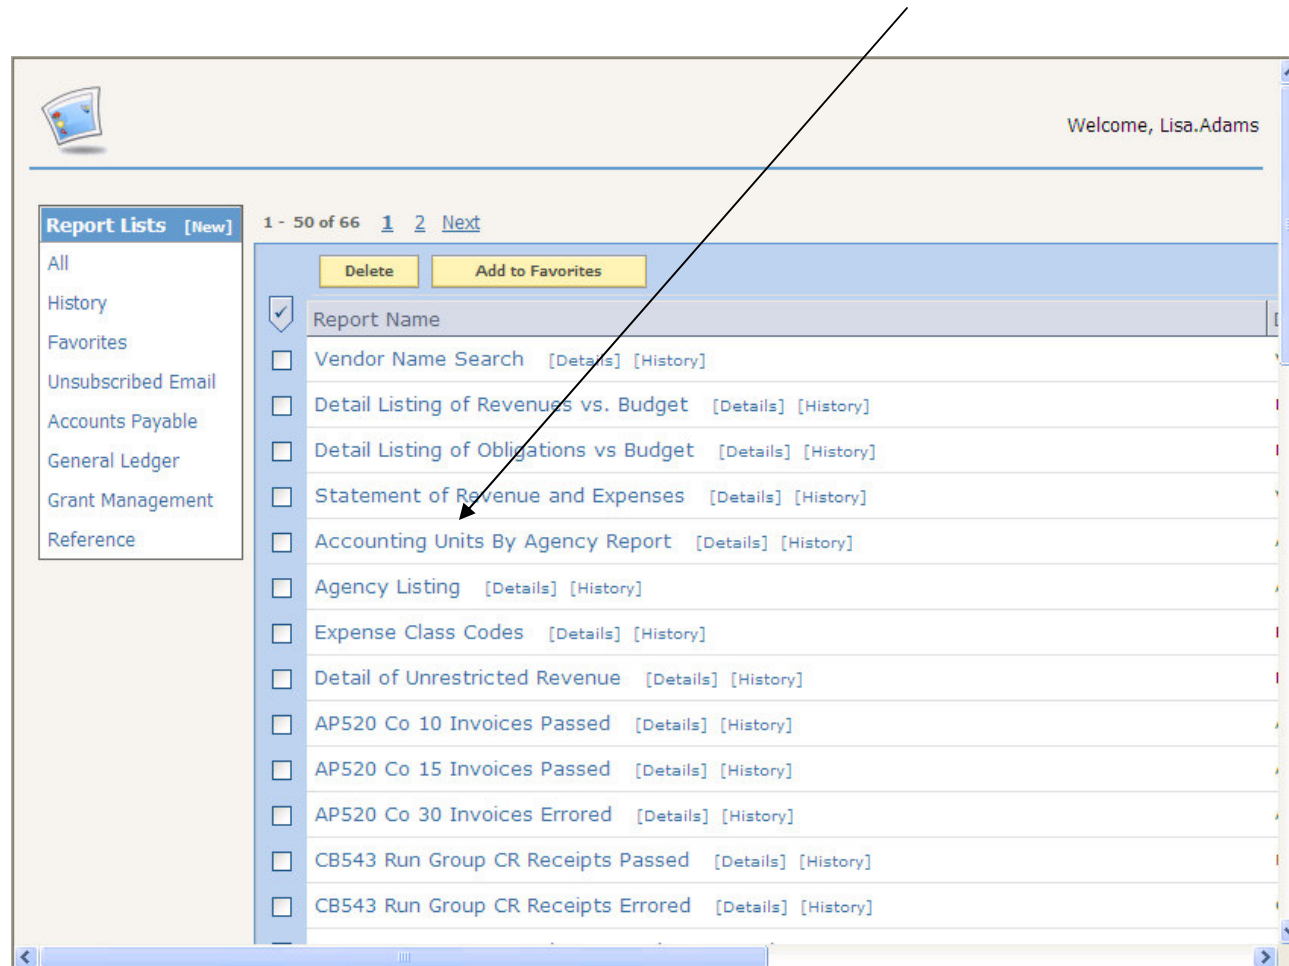 Welcome, Lisa.Adams
Report Lists [New]
All
History
Favorites
Unsubscribed Email
Accounts Payable
General Ledger
Grant Management
Reference
1 - 50 of 66 1 2 Next
Delete Add to Favorites
Report Name
Vendor Name Search [Details] [History]
Detail Listing of Revenues vs. Budget [Details] [History]
Detail Listing of Obligations vs Budget [Details] [History]
Statement of Revenue and Expenses [Details] [History]
Accounting Units By Agency Report [Details] [History]
Agency Listing [Details] [History]
Expense Class Codes [Details] [History]
Detail of Unrestricted Revenue [Details] [History]
AP520 Co 10 Invoices Passed [Details] [History]
AP520 Co 15 Invoices Passed [Details] [History]
AP520 Co 30 Invoices Errored [Details] [History]
CB543 Run Group CR Receipts Passed [Details] [History]
CB543 Run Group CR Receipts Errored [Details] [History]